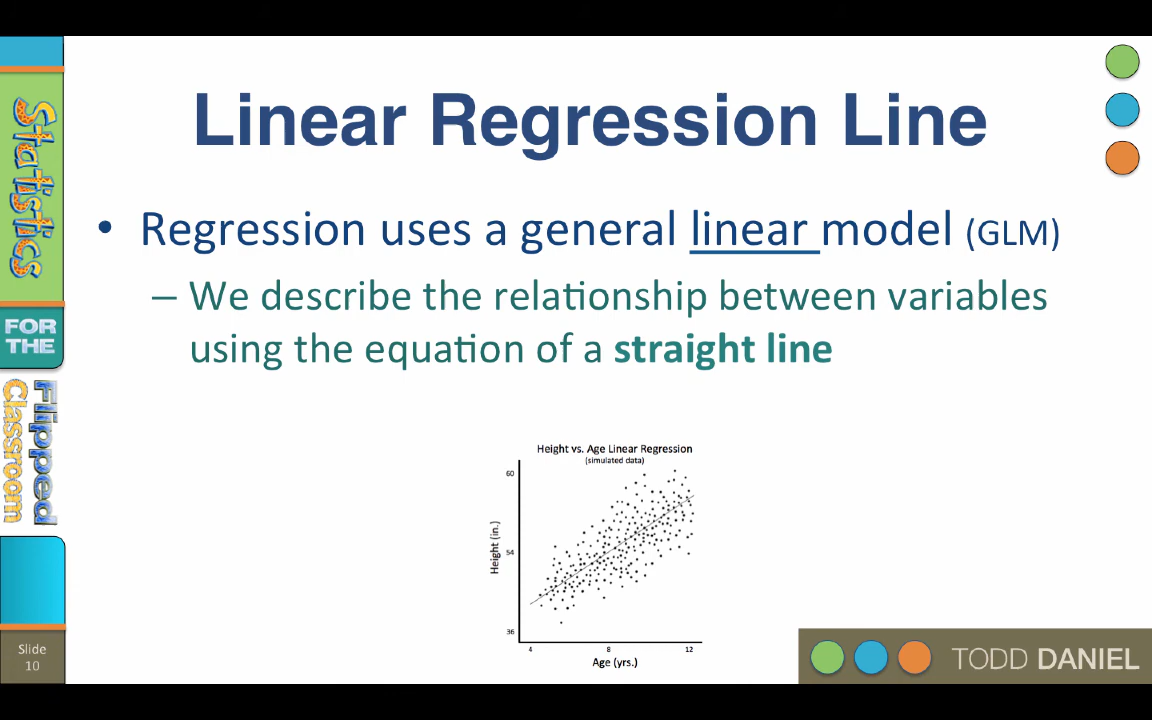 Linear Regression Line
• Regression uses a general linear model (GLM)
– We describe the relationship between variables
using the equation of a straight line
Height vs. Age Linear Regression
(simulated data)
60
54
36
Height (in.)
4 8 12
Age (yrs.)
Statistics
FOR
THE
Flipped
Classroom
Slide
10
TODD DANIEL